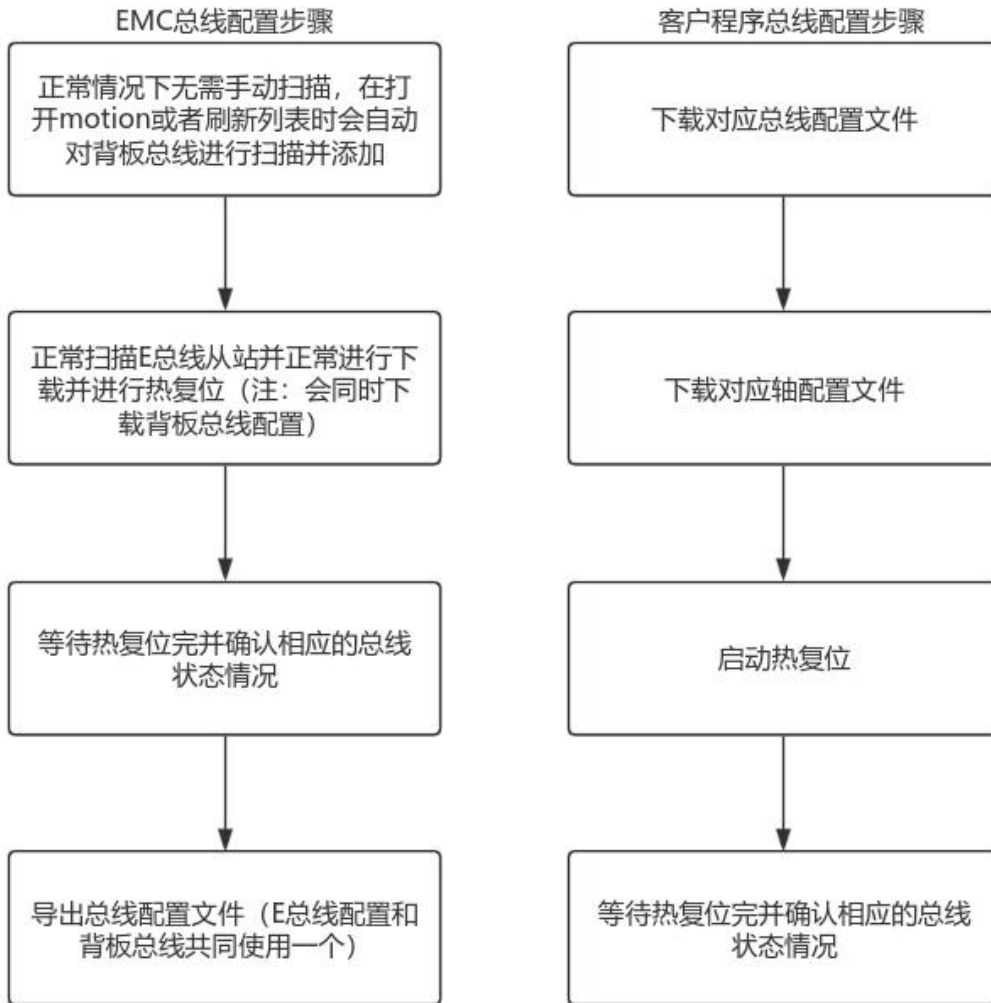 EMC总线配置步骤
正常情况下无需手动扫描，在打
开motion或者刷新列表时会自动
对背板总线进行扫描并添加
正常扫描E总线从站并正常进行下
载并进行热复位（注：会同时下
载背板总线配置）
等待热复位完并确认相应的总线
状态情况
导出总线配置文件（E总线配置和
背板总线共同使用一个）
客户程序总线配置步骤
下载对应总线配置文件
下载对应轴配置文件
启动热复位
等待热复位完并确认相应的总线
状态情况